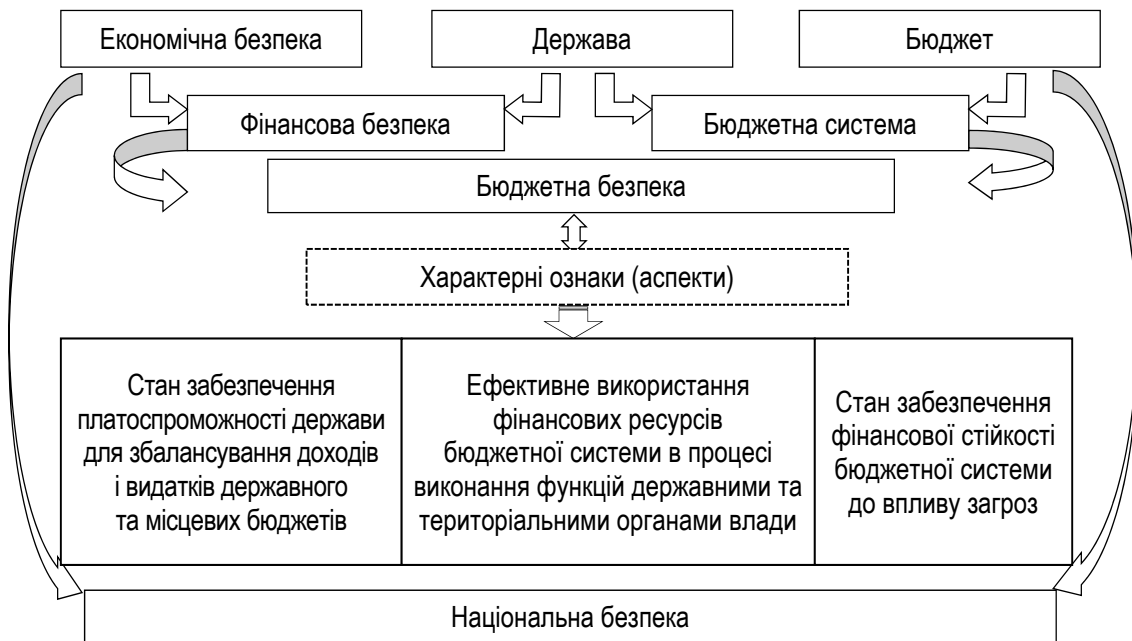 Економічна безпека
Держава
Бюджет
Фінансова безпека
Бюджетна система
Бюджетна безпека
Характерні ознаки (аспекти)
Стан забезпечення
платоспроможності держави
для збалансування доходів
і видатків державного
та місцевих бюджетів
Ефективне використання
фінансових ресурсів
бюджетної системи в процесі
виконання функцій державними та
територіальними органами влади
Стан забезпечення
фінансової стійкості
бюджетної системи
до впливу загроз
Національна безпека